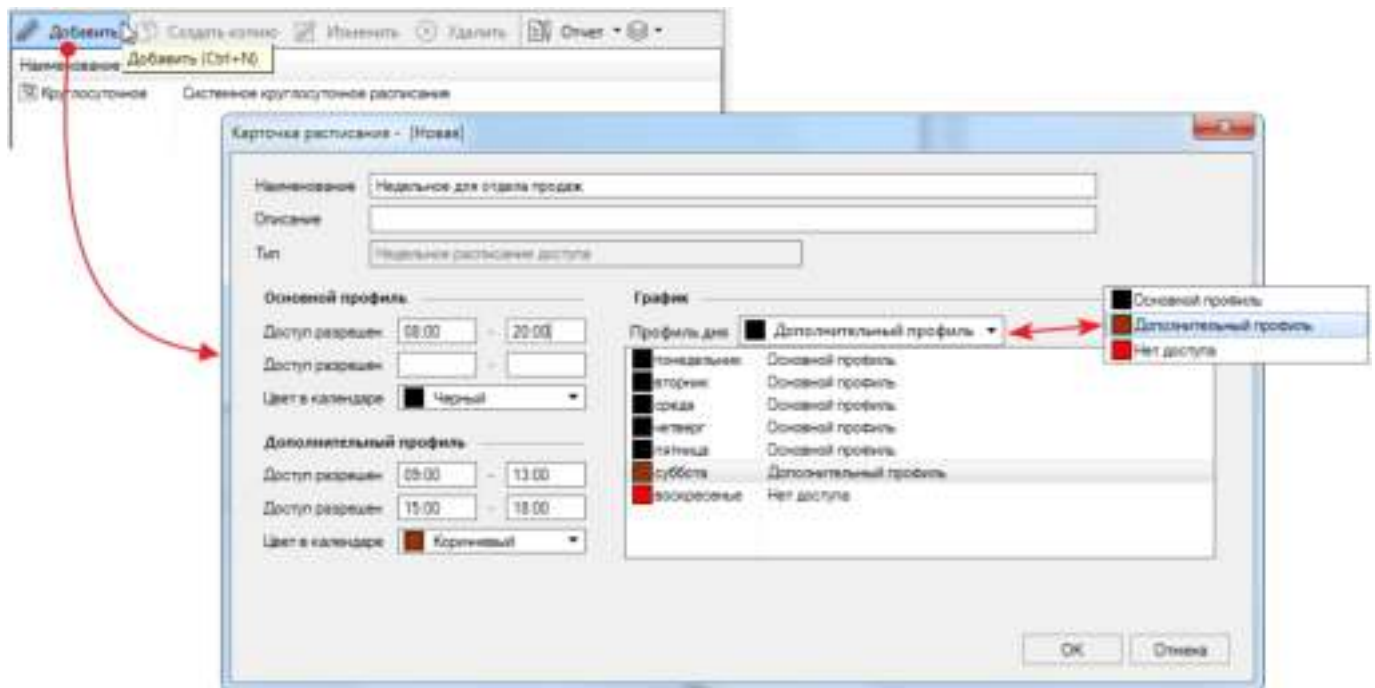 Добавить Создать копию Изменить Удалить Отчет
Наименование Добавить (Ctrl+N)
Круглосуточное Системное круглосуточное расписание
Карточка расписания - [Новая]
Наименование Недельное для отдела продаж
Описание
Тип Недельное расписание доступа
Основной профиль График
Основной профиль
Доступ разрешен 08:00 - 20:00 Профиль дня Дополнительный профиль Дополнительный профиль
Нет доступа
Доступ разрешен - понедельник Основной профиль
вторник Основной профиль
Цвет в календаре Черный среда Основной профиль
четверг Основной профиль
Дополнительный профиль пятница Основной профиль
Доступ разрешен 09:00 - 13:00 суббота Дополнительный профиль
воскресенье Нет доступа
Доступ разрешен 15:00 - 18:00
Цвет в календаре Коричневый
OK Отмена